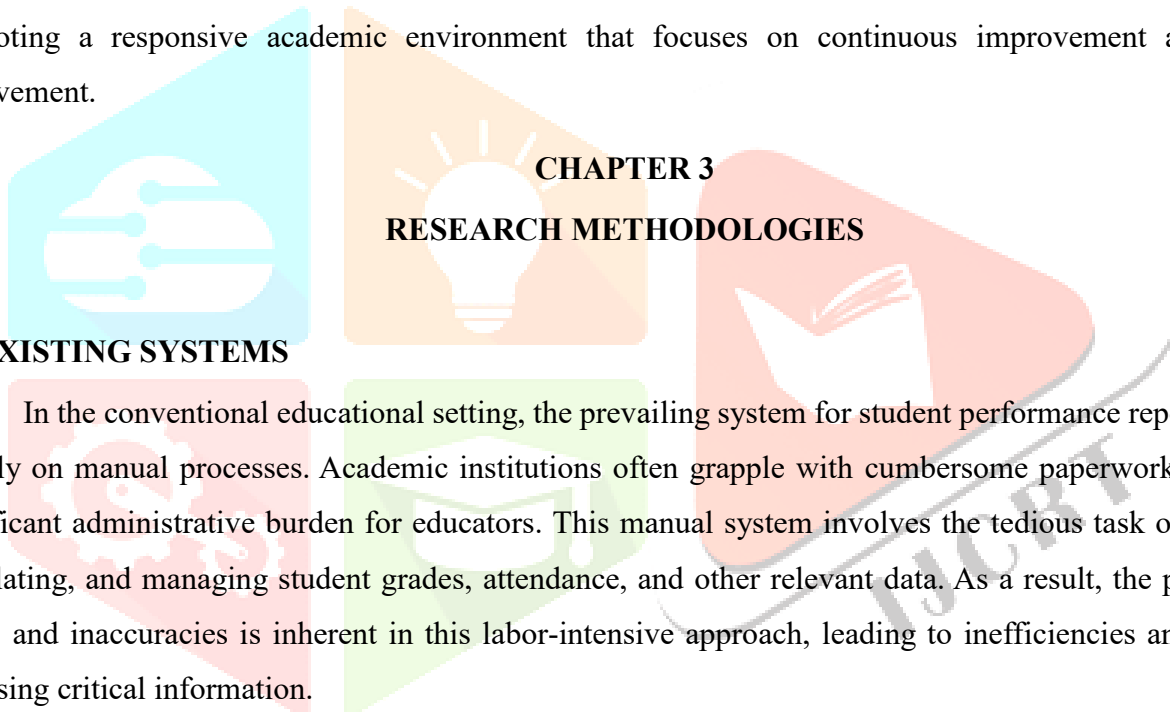 oting a responsive academic environment that focuses on continuous improvement a
vement.
CHAPTER 3
RESEARCH METHODOLOGIES
XISTING SYSTEMS
In the conventional educational setting, the prevailing system for student performance rep
ly on manual processes. Academic institutions often grapple with cumbersome paperwork
ficant administrative burden for educators. This manual system involves the tedious task o
lating, and managing student grades, attendance, and other relevant data. As a result, the p
and inaccuracies is inherent in this labor-intensive approach, leading to inefficiencies an
sing critical information.
IJCRT